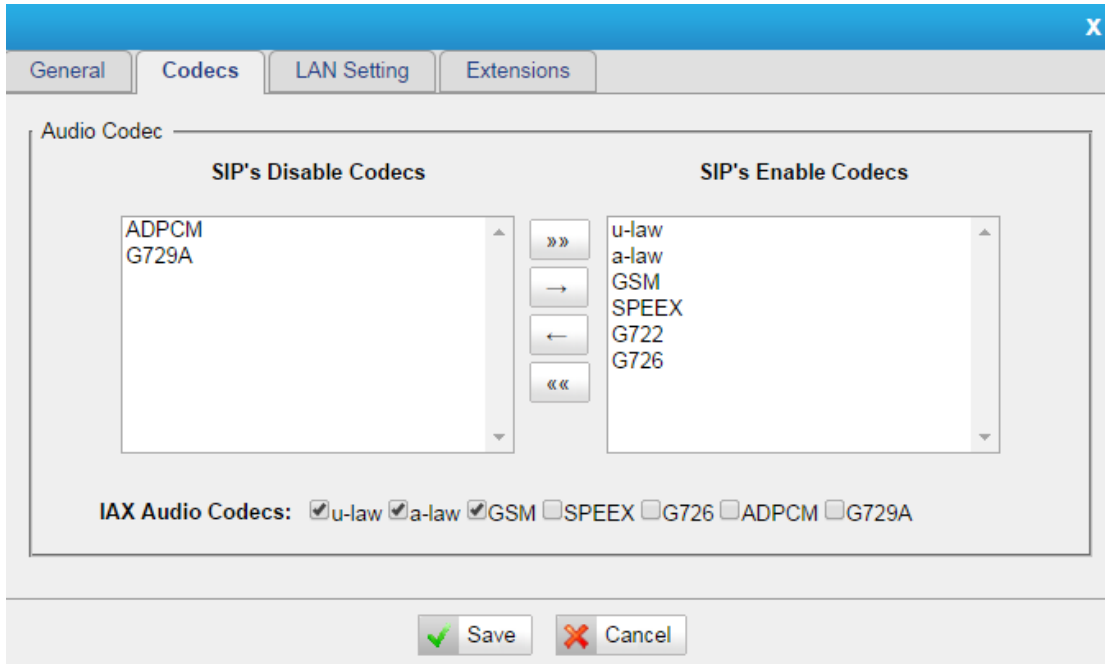 X
General Codecs LAN Setting Extensions
Audio Codec
SIP's Disable Codecs SIP's Enable Codecs
ADPCM
G729A
»»
→
←
««
u-law
a-law
GSM
SPEEX
G722
G726
IAX Audio Codecs: u-law a-law GSM SPEEX G726 ADPCM G729A
Save Cancel